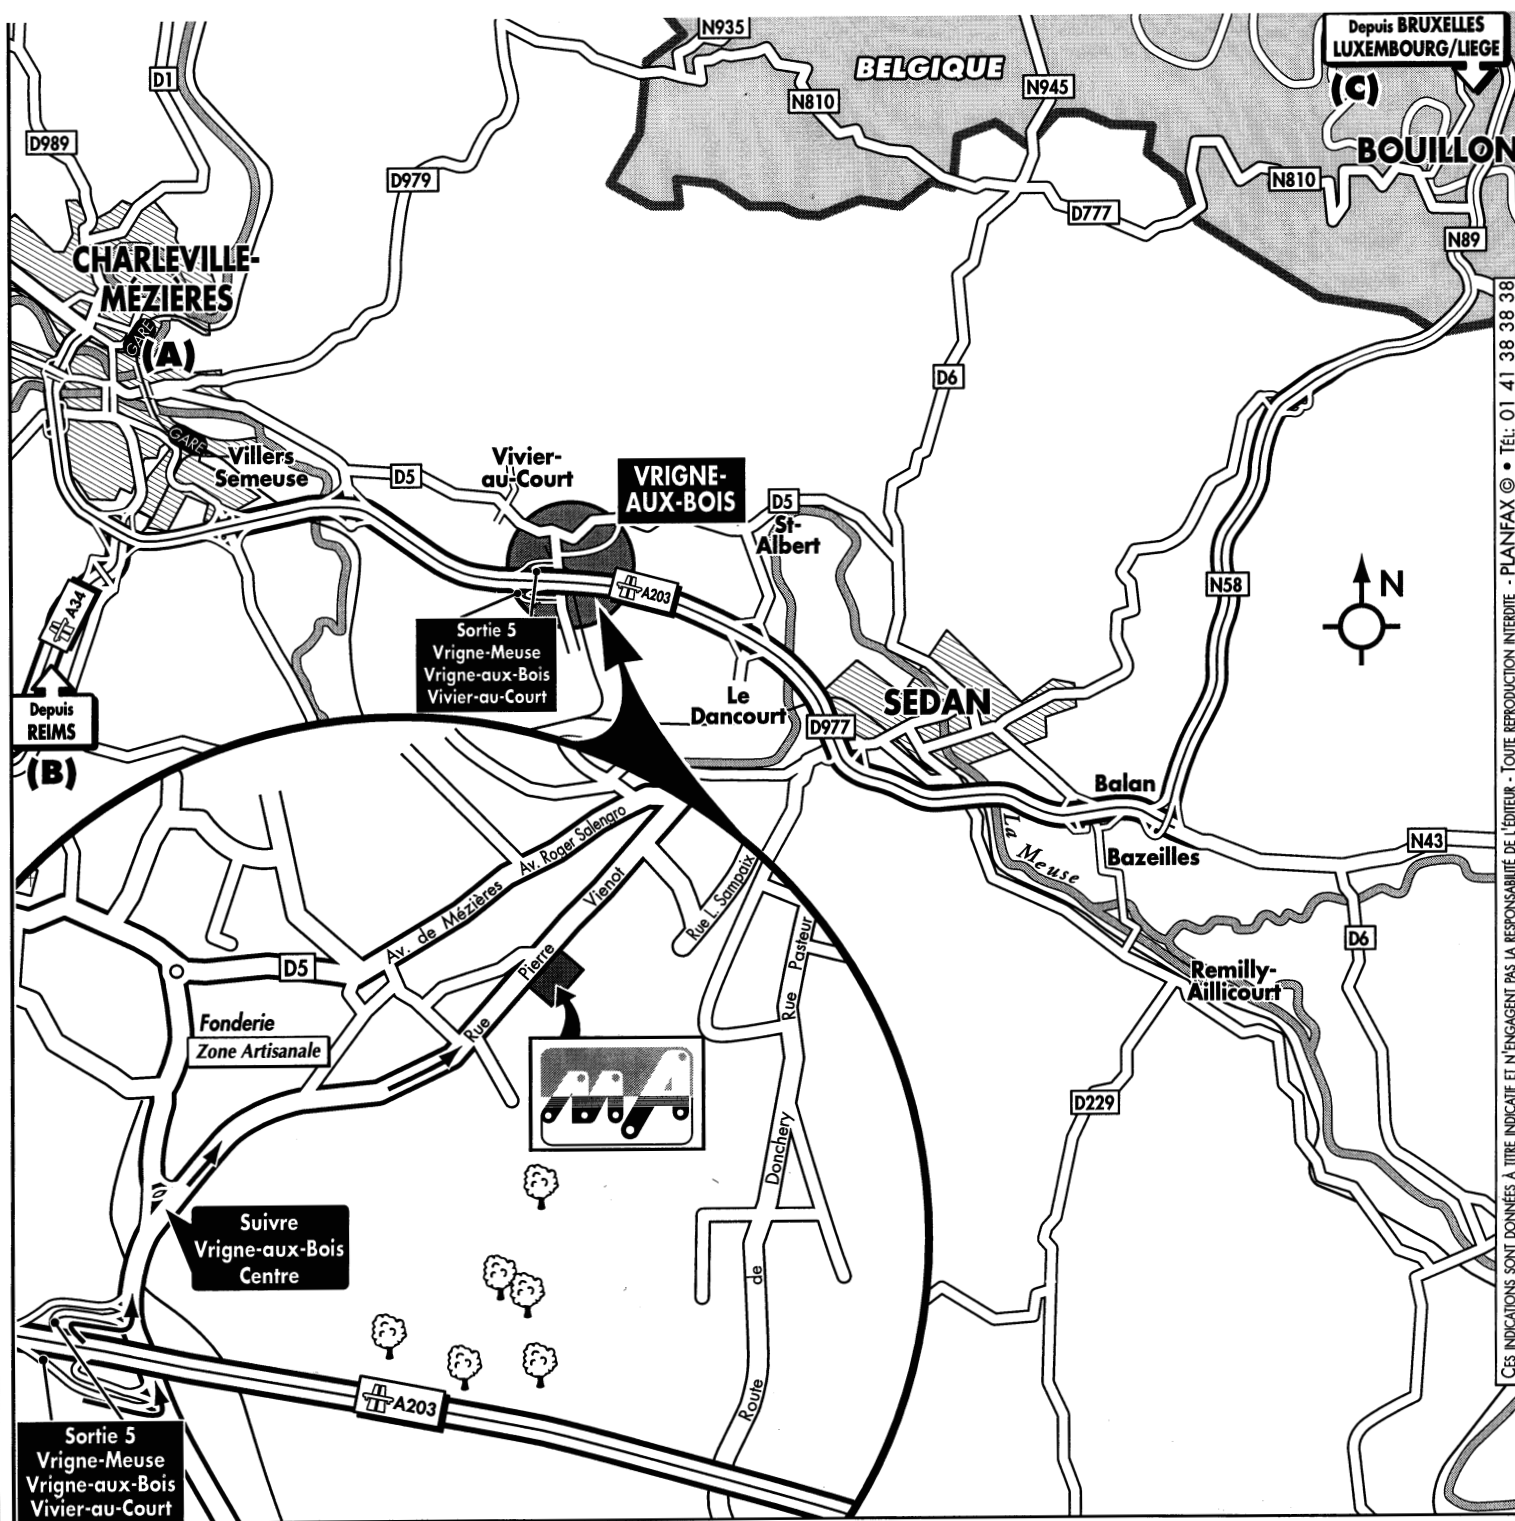 N935
Depuis BRUXELLES
LUXEMBOURG/LIEGE
BELGIQUE
D1
N810
N945
(C)
D989
BOUILLON
D979
N810
D777
N89
CHARLEVILLE-
MEZIÈRES
GARE
(A)
D6
GARE
Villers
Semeuse
D5
Vivier-
au-Court
VRIGNE-
AUX-BOIS
D5
St-
Albert
A203
N58
N
A34
Sortie 5
Vrigne-Meuse
Vrigne-aux-Bois
Vivier-au-Court
Depuis
REIMS
(B)
Le
Dancourt
SEDAN
D977
Balan
La Meuse
Bazeilles
N43
D6
Remilly-
Aillicourt
D229
Av. Roger Salengro
Av. de Mézières
Rue Pierre Vienot
Rue L. Sampaix
Rue Pasteur
D5
Fonderie
Zone Artisanale
MA
Route de Donchery
Suivre
Vrigne-aux-Bois
Centre
A203
Sortie 5
Vrigne-Meuse
Vrigne-aux-Bois
Vivier-au-Court
CES INDICATIONS SONT DONNÉES À TITRE INDICATIF ET N'ENGAGENT PAS LA RESPONSABILITÉ DE L'ÉDITEUR - TOUTE REPRODUCTION INTERDITE - PLANFAX © • TÉL: 01 41 38 38 38